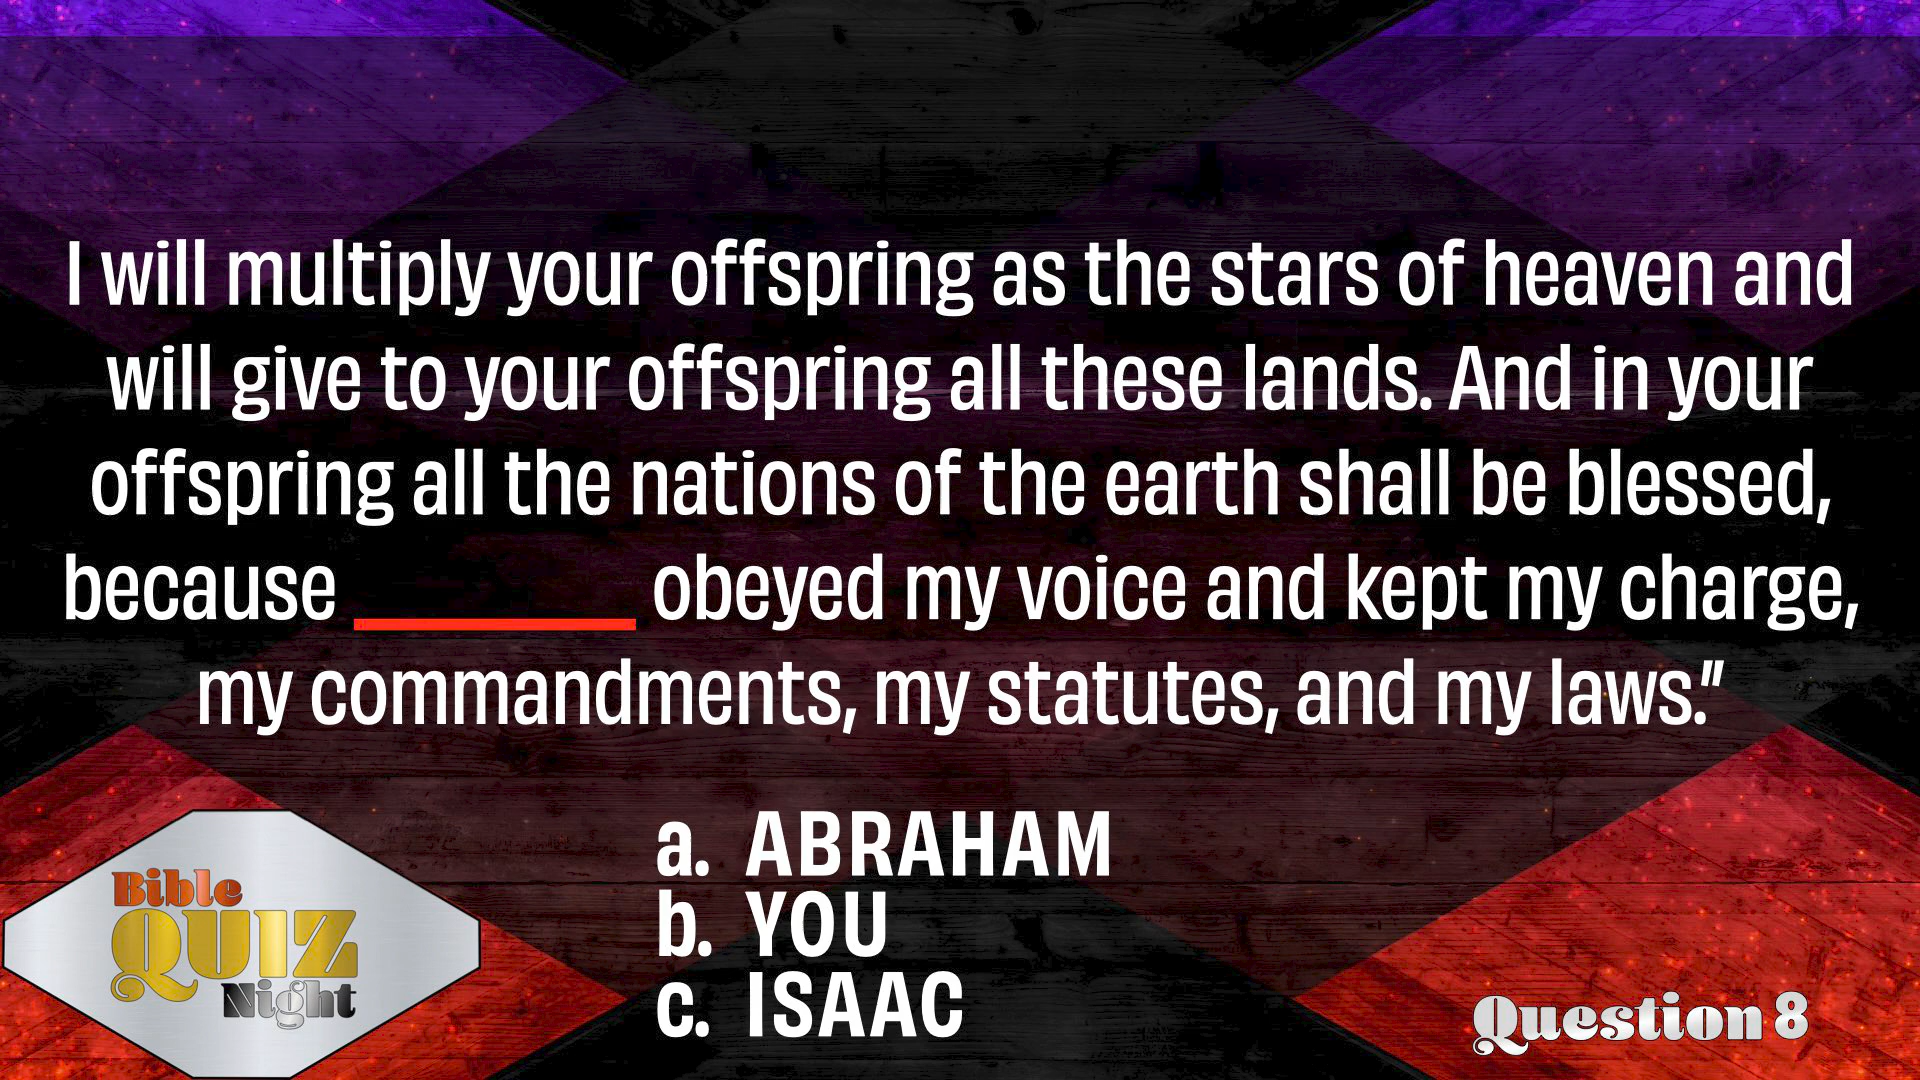 I will multiply your offspring as the stars of heaven and
will give to your offspring all these lands. And in your
offspring all the nations of the earth shall be blessed,
because ________ obeyed my voice and kept my charge,
my commandments, my statutes, and my laws.”
a. ABRAHAM
b. YOU
c. ISAAC
Bible
QUIZ
Night
Question 8